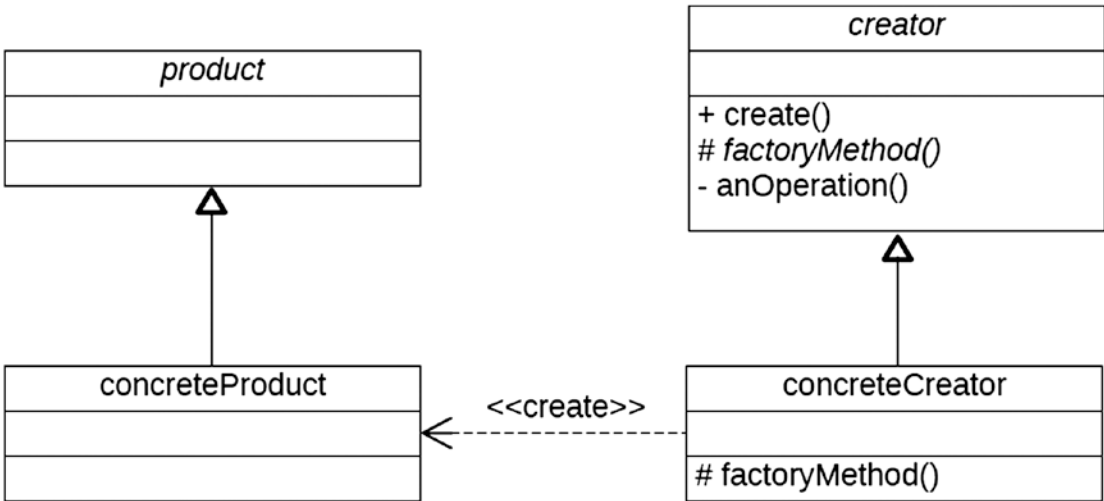 product
creator
+ create()
# factoryMethod()
- anOperation()
concreteProduct
<<create>>
concreteCreator
# factoryMethod()